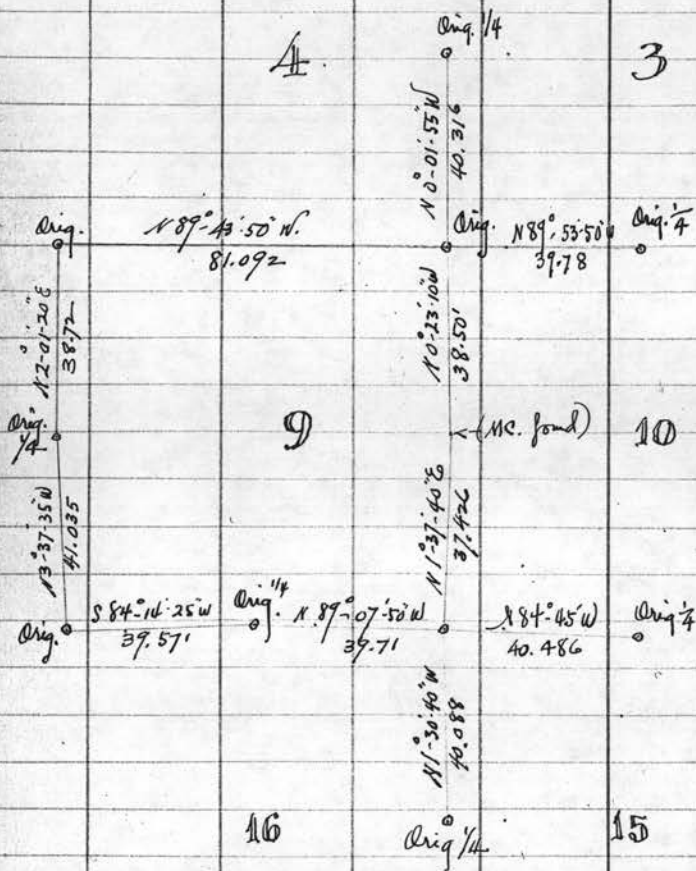 Orig. 1/4
4.
3
N 0°-01'-55" W
40.316
Orig.
N 89°-43'-50" W.
81.092
Orig.
N 89°-53'-50" W
39.78
Orig. 1/4
N 2°-01'-20" E
38.72
N 0°-23'-10" W
38.50'
Orig.
1/4
9
(MC. found)
10
N 3°-37'-35" W
41.035
N 1°-37'-40" E
37.426
Orig.
S 84°-14'-25" W
39.571
Orig. 1/4
N. 89°-07'-50" W
39.71
N 84°-45' W
40.486
Orig 1/4
N 1°-30'-40" W
40.088
16
Orig 1/4
15